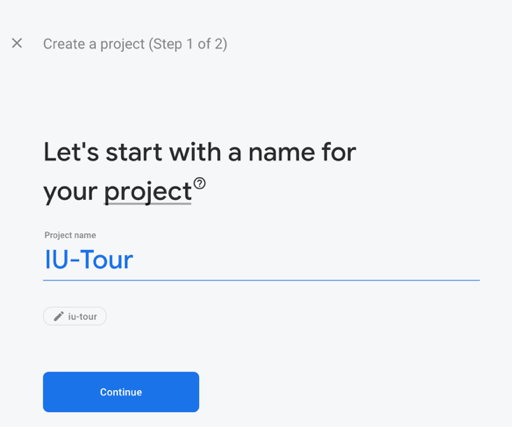 Create a project (Step 1 of 2)
Let's start with a name for
your project
Project name
IU-Tour
iu-tour
Continue